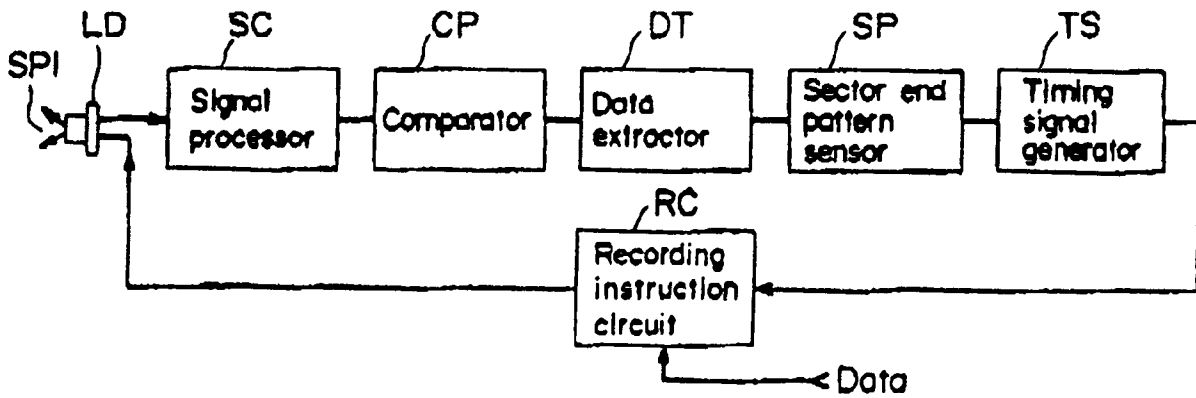 LD
SC
CP
DT
SP
TS
SPI
Signal
processor
Comparator
Data
extractor
Sector end
pattern
sensor
Timing
signal
generator
RC
Recording
instruction
circuit
Data